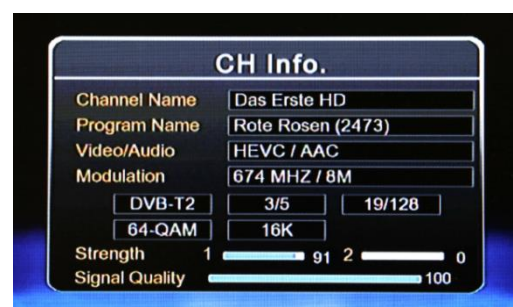 CH Info.
Channel Name Das Erste HD
Program Name Rote Rosen (2473)
Video/Audio HEVC / AAC
Modulation 674 MHZ / 8M
DVB-T2 3/5 19/128
64-QAM 16K
Strength 1 91 2 0
Signal Quality 100